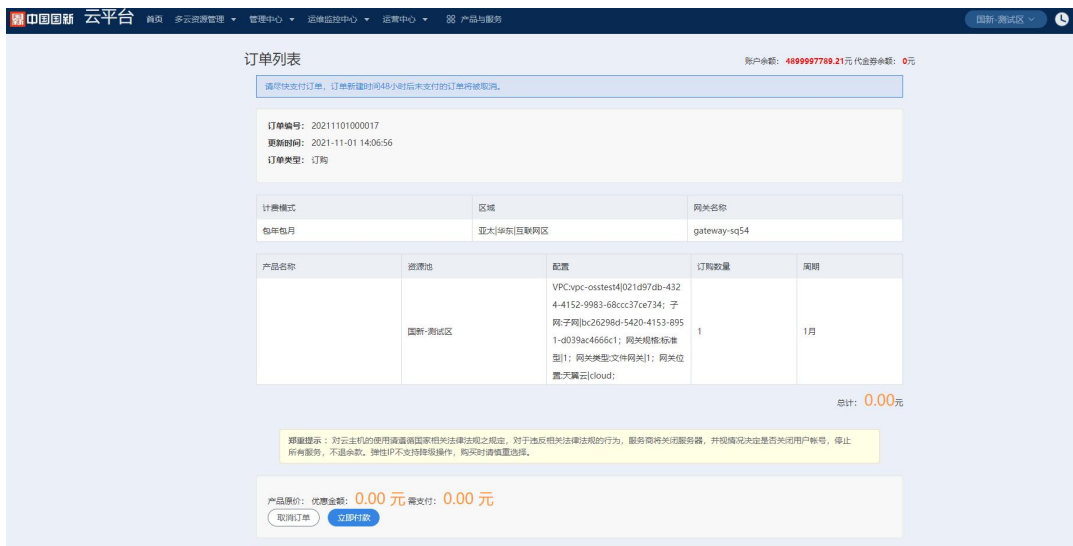 中国国新 云平台 首页 多云资源管理 管理中心 运维监控中心 运营中心 产品与服务 国新-测试区
订单列表 账户余额：4899997789.21元 代金券余额：0元
请尽快支付订单，订单新建时间48小时后未支付的订单将被取消。
订单编号： 20211101000017
更新时间： 2021-11-01 14:06:56
订单类型： 订购
计费模式 区域 网关名称
包年包月 亚太|华东|互联网区 gateway-sq54
产品名称 资源池 配置 订购数量 周期
VPC:vpc-osstest4|021d97db-432
4-4152-9983-68ccc37ce734；子
网:子网|bc26298d-5420-4153-895
国新-测试区 1 1月
1-d039ac4666c1；网关规格:标准
型|1；网关类型:文件网关|1；网关位
置:天翼云|cloud；
总计： 0.00元
郑重提示 ：对云主机的使用请遵循国家相关法律法规之规定，对于违反相关法律法规的行为，服务商将关闭服务器，并视情况决定是否关闭用户帐号，停止
所有服务，不退余款。弹性IP不支持降级操作，购买时请慎重选择。
产品原价： 优惠金额： 0.00 元 需支付： 0.00 元
取消订单 立即付款